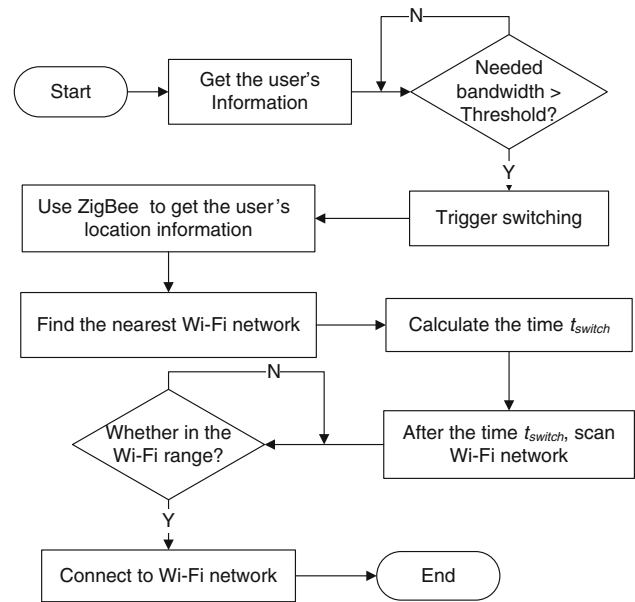 N
Start
Get the user's
Information
Needed
bandwidth >
Threshold?
Y
Use ZigBee to get the user's
location information
Trigger switching
Find the nearest Wi-Fi network
Calculate the time tswitch
N
Whether in the
Wi-Fi range?
After the time tswitch, scan
Wi-Fi network
Y
Connect to Wi-Fi network
End